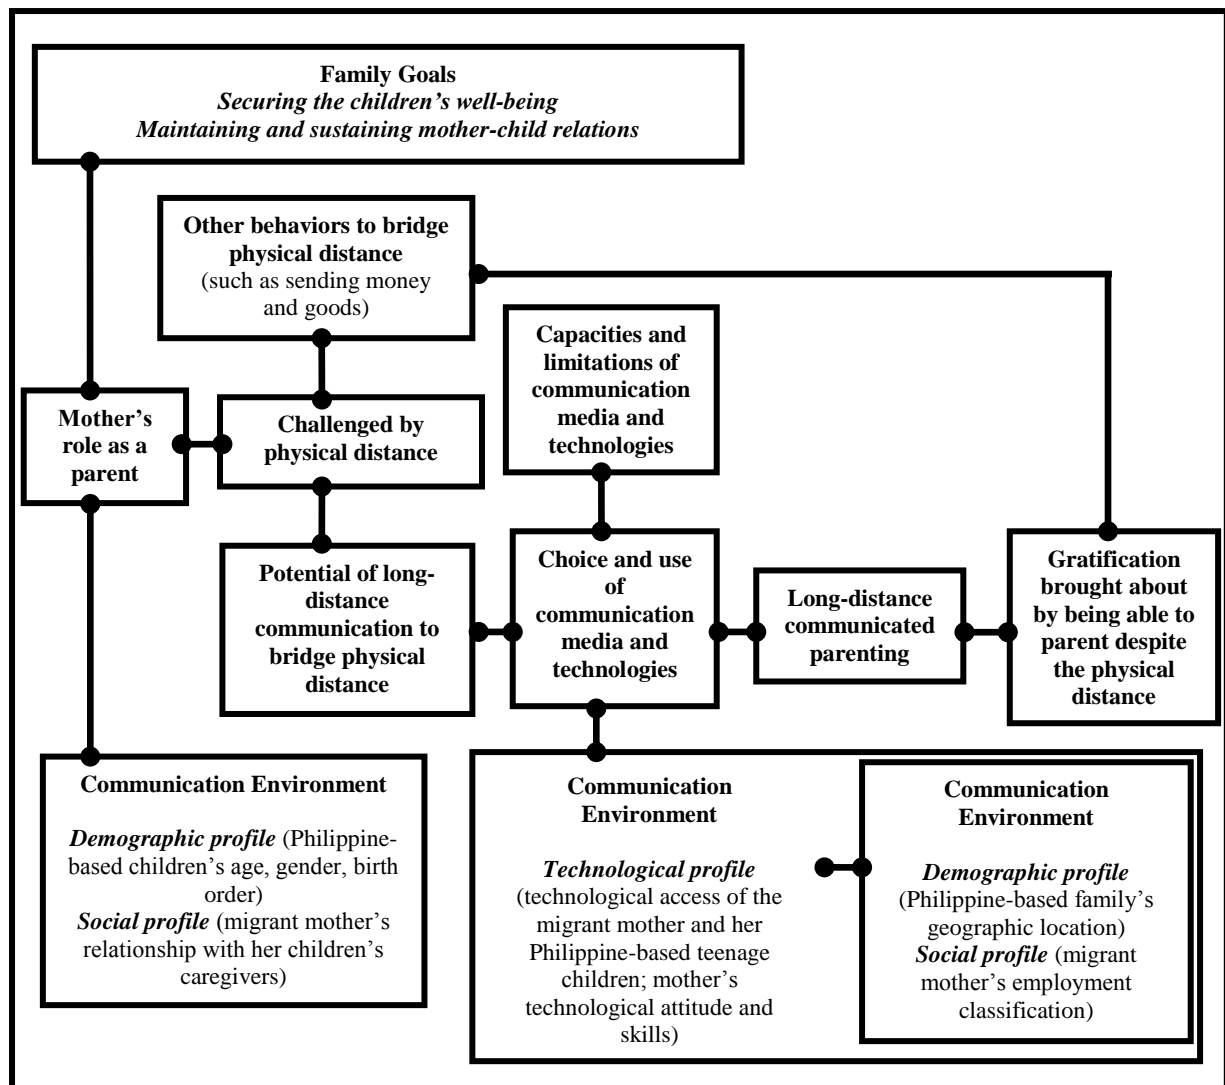 Family Goals
Securing the children’s well-being
Maintaining and sustaining mother-child relations
Other behaviors to bridge
physical distance
(such as sending money
and goods)
Capacities and
limitations of
communication
media and
technologies
Mother’s
role as a
parent
Challenged by
physical distance
Potential of long-
distance
communication to
bridge physical
distance
Choice and use
of
communication
media and
technologies
Long-distance
communicated
parenting
Gratification
brought about
by being able to
parent despite
the physical
distance
Communication Environment
Demographic profile (Philippine-
based children’s age, gender, birth
order)
Social profile (migrant mother’s
relationship with her children’s
caregivers)
Communication
Environment
Technological profile
(technological access of the
migrant mother and her
Philippine-based teenage
children; mother’s
technological attitude and
skills)
Communication
Environment
Demographic profile
(Philippine-based family’s
geographic location)
Social profile (migrant
mother’s employment
classification)